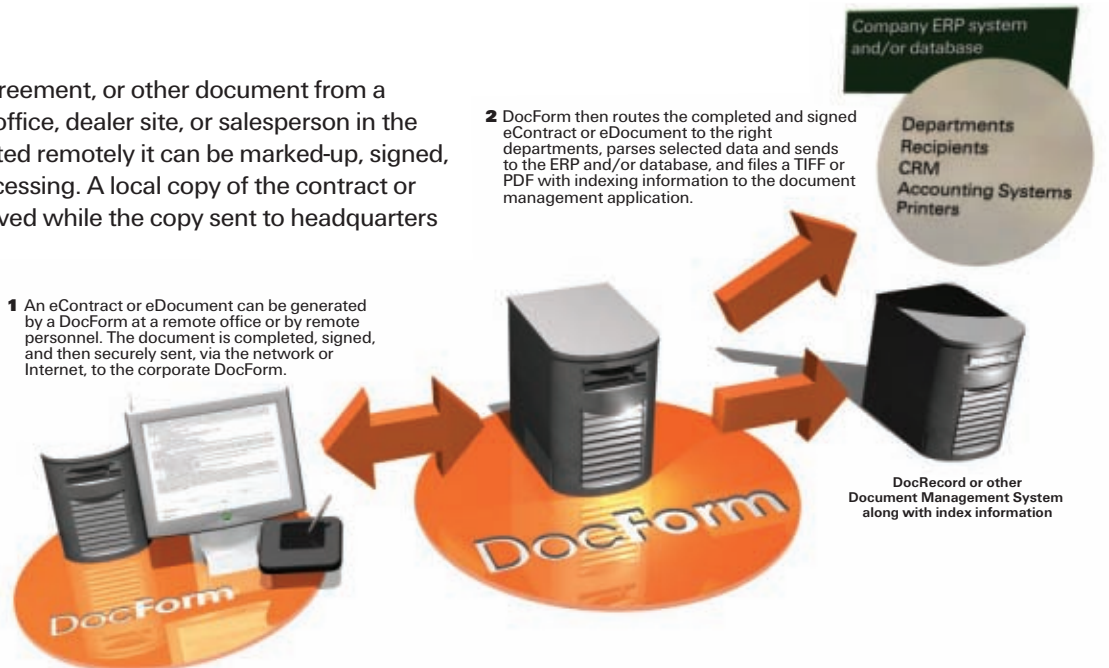 reement, or other document from a
office, dealer site, or salesperson in the
ted remotely it can be marked-up, signed,
cessing. A local copy of the contract or
ved while the copy sent to headquarters
1 An eContract or eDocument can be generated
by a DocForm at a remote office or by remote
personnel. The document is completed, signed,
and then securely sent, via the network or
Internet, to the corporate DocForm.
2 DocForm then routes the completed and signed
eContract or eDocument to the right
departments, parses selected data and sends
to the ERP and/or database, and files a TIFF or
PDF with indexing information to the document
management application.
Company ERP system
and/or database
Departments
Recipients
CRM
Accounting Systems
Printers
DocRecord or other
Document Management System
along with index information
DocForm
DocForm